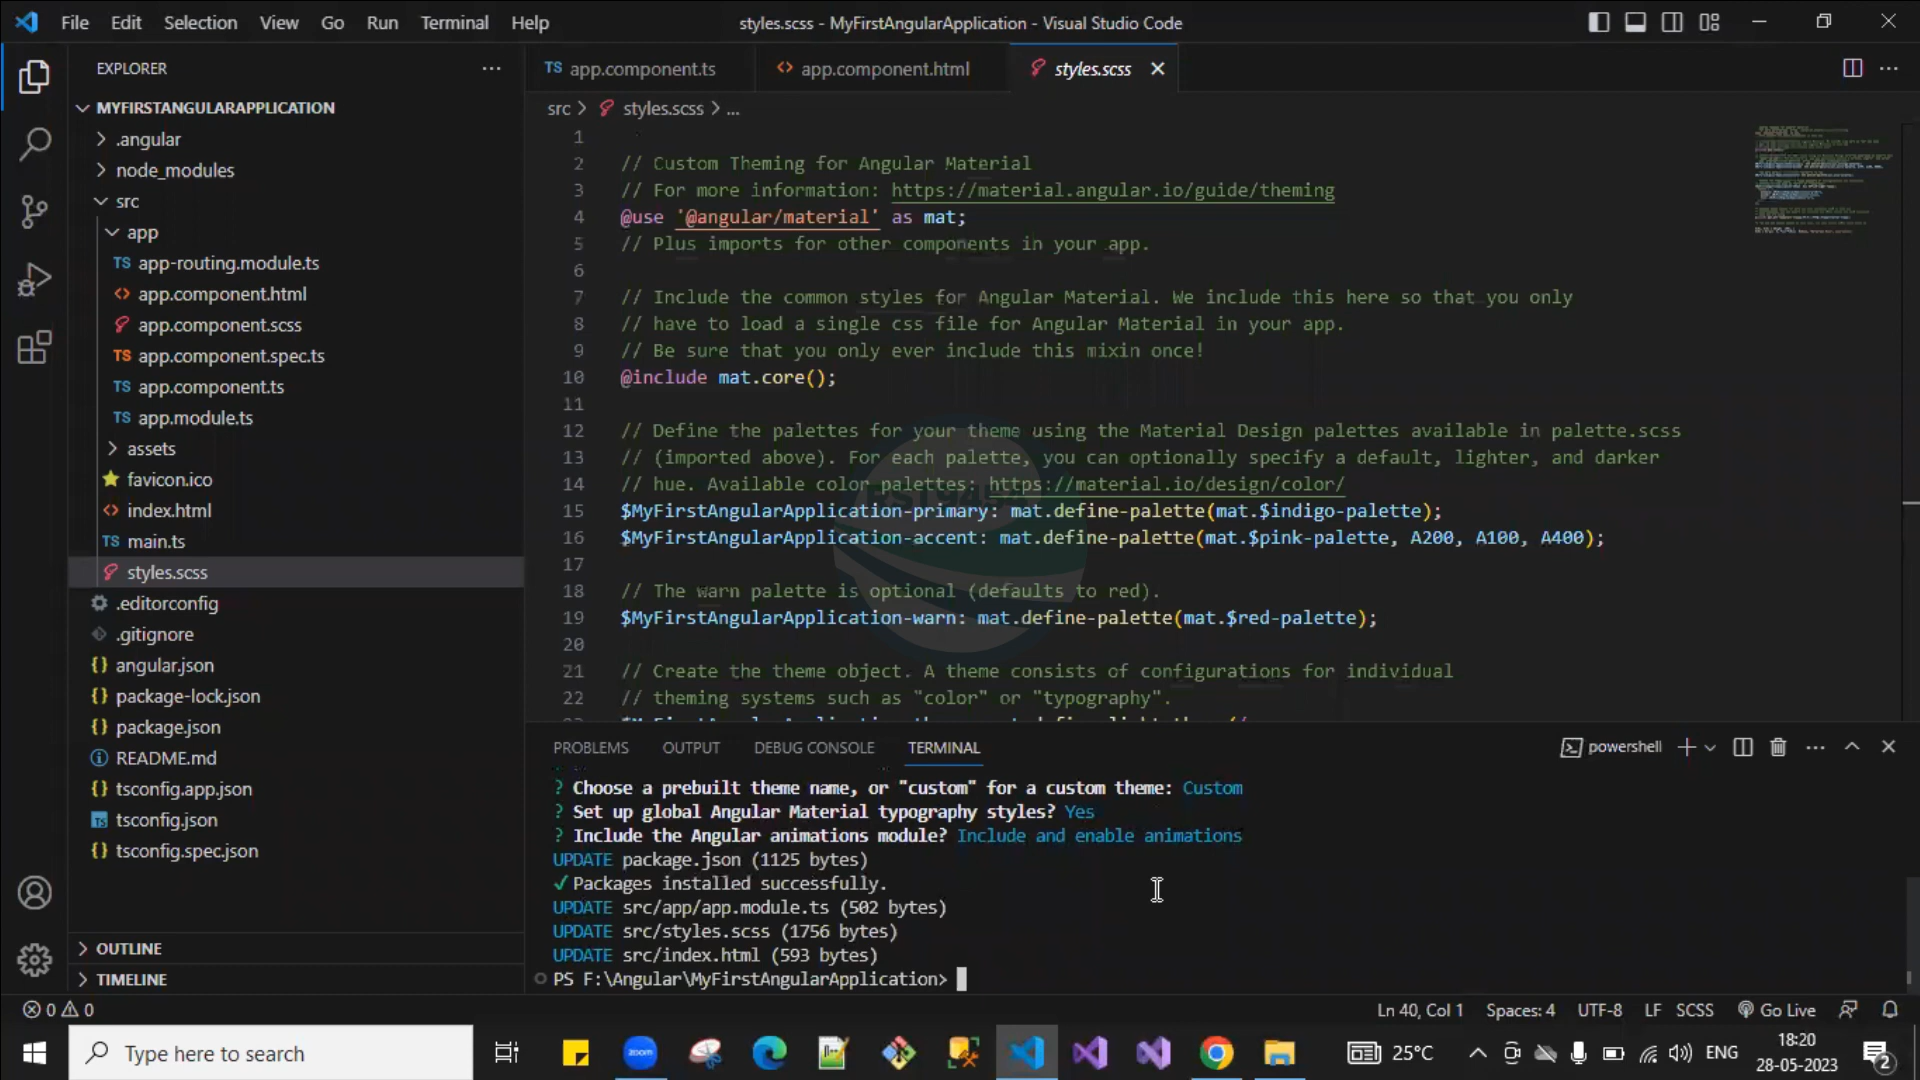 File Edit Selection View Go Run Terminal Help
styles.scss - MyFirstAngularApplication - Visual Studio Code
EXPLORER
MYFIRSTANGULARAPPLICATION
.angular
node_modules
src
app
app-routing.module.ts
app.component.html
app.component.scss
app.component.spec.ts
app.component.ts
app.module.ts
assets
favicon.ico
index.html
main.ts
styles.scss
.editorconfig
.gitignore
angular.json
package-lock.json
package.json
README.md
tsconfig.app.json
tsconfig.json
tsconfig.spec.json
OUTLINE
TIMELINE
TS app.component.ts <> app.component.html styles.scss
src > styles.scss > ...
1
2 // Custom Theming for Angular Material
3 // For more information: https://material.angular.io/guide/theming
4 @use '@angular/material' as mat;
5 // Plus imports for other components in your app.
6
7 // Include the common styles for Angular Material. We include this here so that you only
8 // have to load a single css file for Angular Material in your app.
9 // Be sure that you only ever include this mixin once!
10 @include mat.core();
11
12 // Define the palettes for your theme using the Material Design palettes available in palette.scss
13 // (imported above). For each palette, you can optionally specify a default, lighter, and darker
14 // hue. Available color palettes: https://material.io/design/color/
15 $MyFirstAngularApplication-primary: mat.define-palette(mat.$indigo-palette);
16 $MyFirstAngularApplication-accent: mat.define-palette(mat.$pink-palette, A200, A100, A400);
17
18 // The warn palette is optional (defaults to red).
19 $MyFirstAngularApplication-warn: mat.define-palette(mat.$red-palette);
20
21 // Create the theme object. A theme consists of configurations for individual
22 // theming systems such as "color" or "typography".
PROBLEMS OUTPUT DEBUG CONSOLE TERMINAL
powershell
? Choose a prebuilt theme name, or "custom" for a custom theme: Custom
? Set up global Angular Material typography styles? Yes
? Include the Angular animations module? Include and enable animations
UPDATE package.json (1125 bytes)
✓ Packages installed successfully.
UPDATE src/app/app.module.ts (502 bytes)
UPDATE src/styles.scss (1756 bytes)
UPDATE src/index.html (593 bytes)
PS F:\Angular\MyFirstAngularApplication>
0 0
Ln 40, Col 1 Spaces: 4 UTF-8 LF SCSS Go Live
Type here to search
zoom
25°C
ENG
18:20
28-05-2023
2